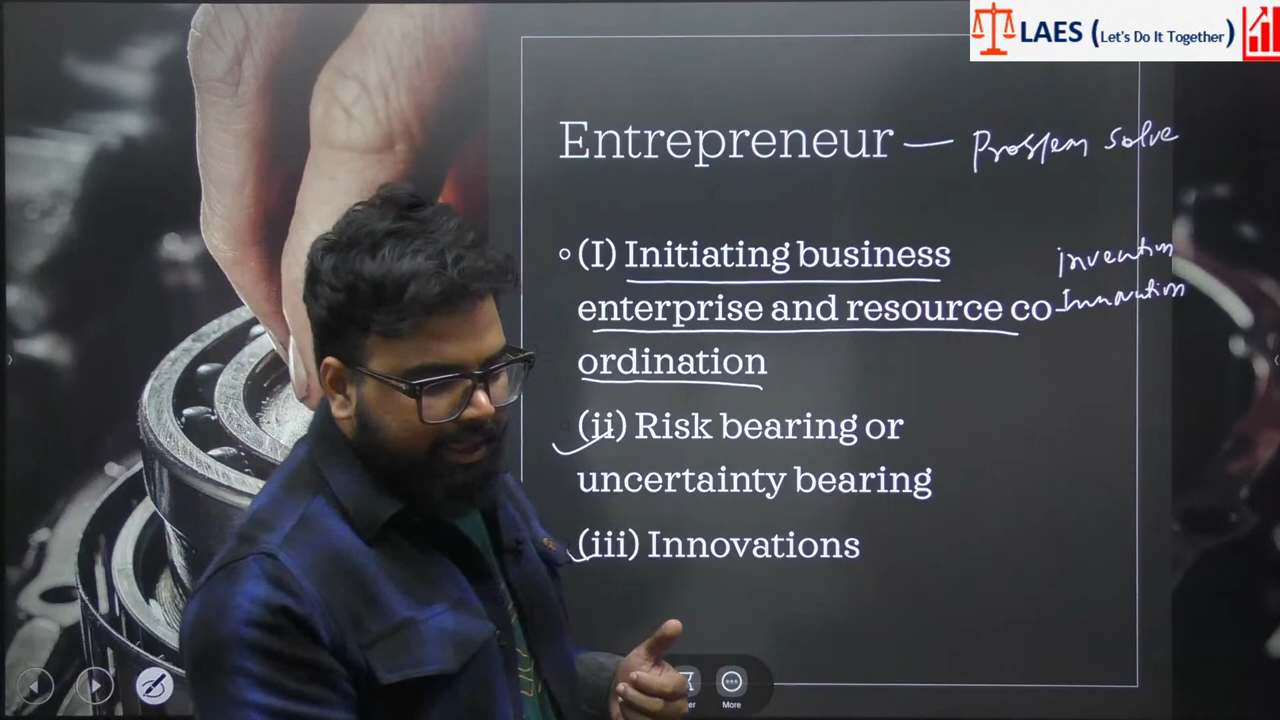 LAES (Let's Do It Together)
Entrepreneur — Problem solve
(I) Initiating business
invention
enterprise and resource co-
Innovation
ordination
(ii) Risk bearing or
uncertainty bearing
(iii) Innovations
More